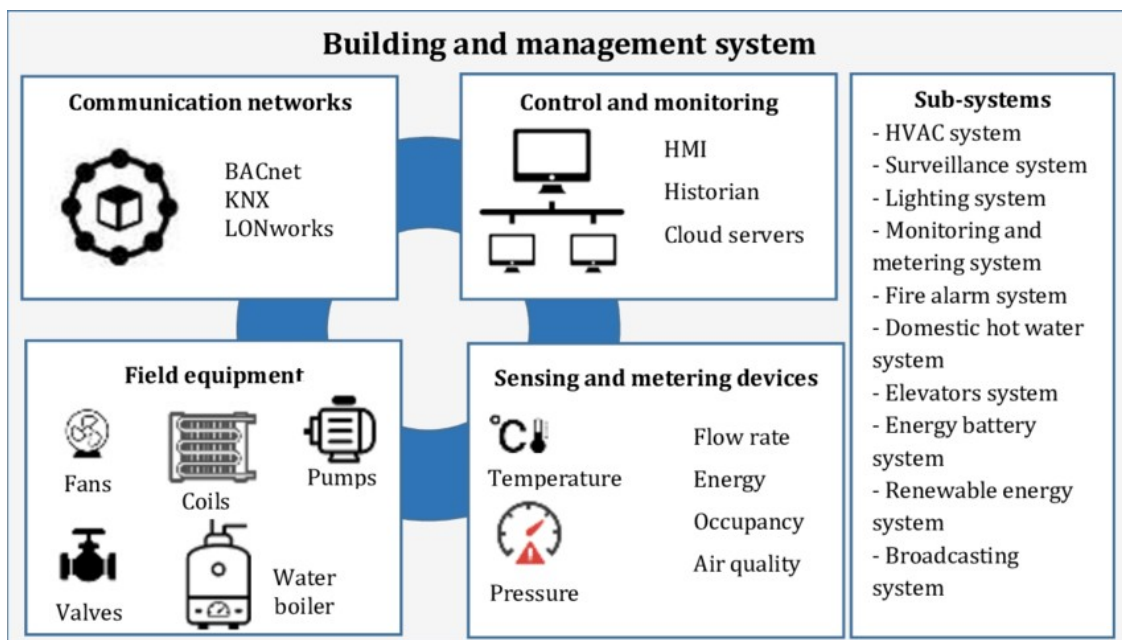 Building and management system
Communication networks
BACnet
KNX
LONworks
Control and monitoring
HMI
Historian
Cloud servers
Sub-systems
- HVAC system
- Surveillance system
- Lighting system
- Monitoring and
metering system
- Fire alarm system
- Domestic hot water
system
- Elevators system
- Energy battery
system
- Renewable energy
system
- Broadcasting
system
Field equipment
Fans
Coils
Pumps
Valves
Water
boiler
Sensing and metering devices
°C
Temperature
Pressure
Flow rate
Energy
Occupancy
Air quality